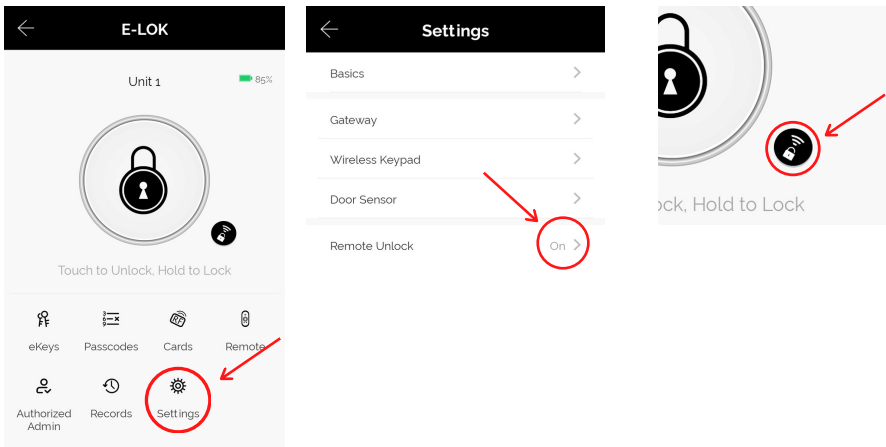 E-LOK
Unit 1
85%
Touch to Unlock, Hold to Lock
eKeys
Passcodes
Cards
Remote
Authorized
Admin
Records
Settings
Settings
Basics
Gateway
Wireless Keypad
Door Sensor
Remote Unlock
On
ock, Hold to Lock